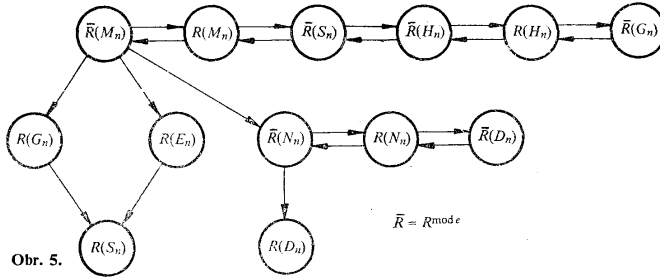 R̄(Mₙ) R(Mₙ) R̄(Sₙ) R̄(Hₙ) R(Hₙ) R̄(Gₙ)
R(Gₙ) R(Eₙ) R̄(Nₙ) R(Nₙ) R̄(Dₙ)
R̄ = R^{mod e}
R(Sₙ) R(Dₙ)
Obr. 5.